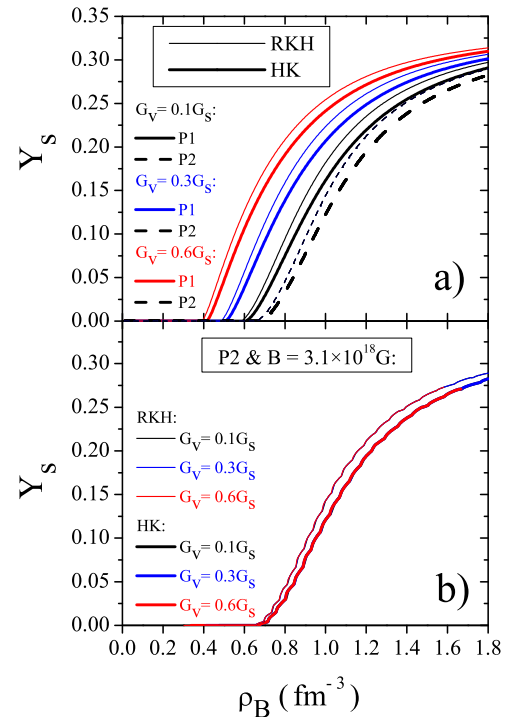 0.35
0.30
0.25
0.20
0.15
0.10
0.05
0.00
Y_s
RKH
HK
G_v= 0.1G_s:
P1
P2
G_v= 0.3G_s:
P1
P2
G_v= 0.6G_s:
P1
P2
a)
0.30
0.25
0.20
0.15
0.10
0.05
0.00
Y_s
P2 & B = 3.1×10^18G:
RKH:
G_v= 0.1G_s
G_v= 0.3G_s
G_v= 0.6G_s
HK:
G_v= 0.1G_s
G_v= 0.3G_s
G_v= 0.6G_s
b)
0.0 0.2 0.4 0.6 0.8 1.0 1.2 1.4 1.6 1.8
ρ_B (fm^-3)